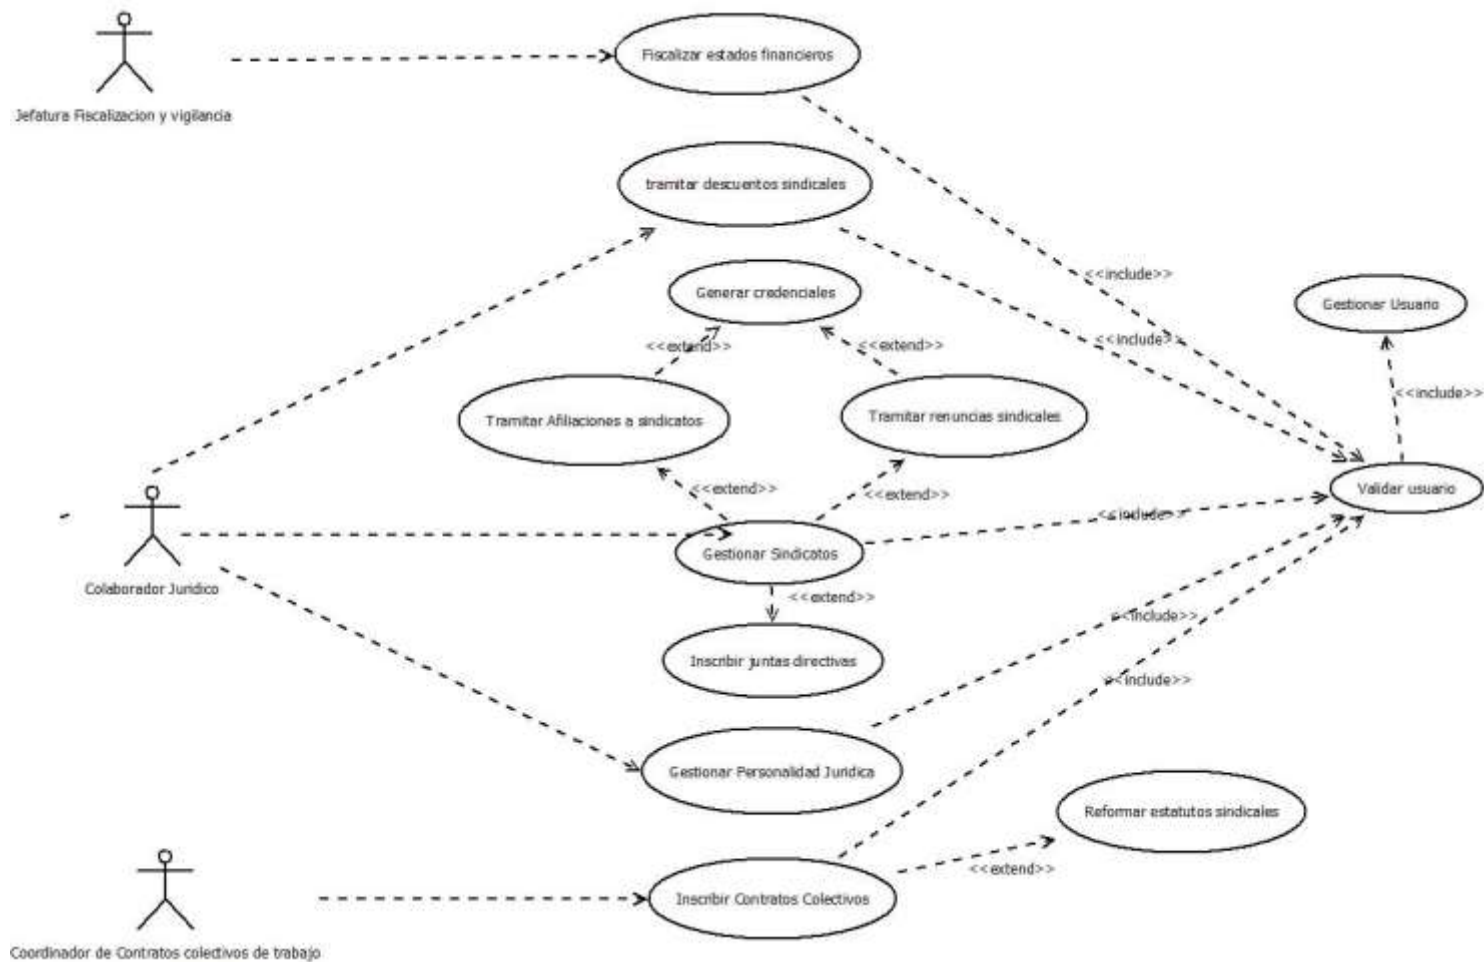 Fiscalizar estados financieros
Jefatura Fiscalizacion y vigilancia
tramitar descuentos sindicales
<<include>>
Generar credenciales
Gestionar Usuario
<<include>>
<<extend>>
<<extend>>
<<include>>
Tramitar Afiliaciones a sindicatos
Tramitar renuncias sindicales
<<extend>>
<<extend>>
Validar usuario
<<include>>
Gestionar Sindicatos
Colaborador Juridico
<<extend>>
<<include>>
Inscribir juntas directivas
<<include>>
Gestionar Personalidad Juridica
Reformar estatutos sindicales
<<extend>>
Inscribir Contratos Colectivos
Coordinador de Contratos colectivos de trabajo